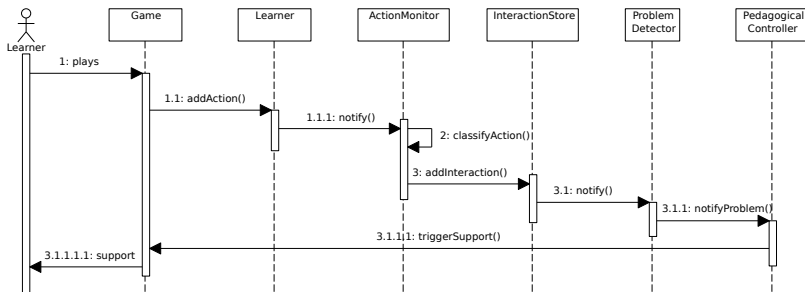 Game
Learner
ActionMonitor
InteractionStore
Problem
Detector
Pedagogical
Controller
Learner
1: plays
1.1: addAction()
1.1.1: notify()
2: classifyAction()
3: addInteraction()
3.1: notify()
3.1.1: notifyProblem()
3.1.1.1: triggerSupport()
3.1.1.1.1: support